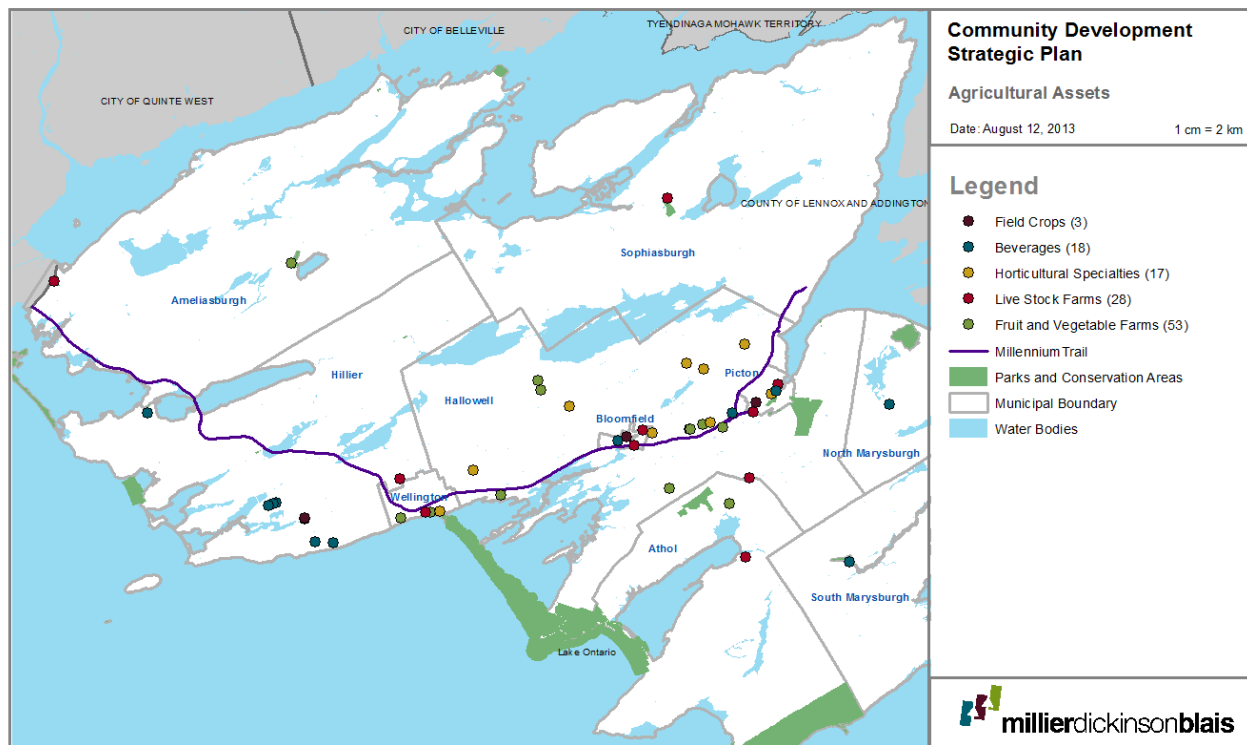 TYENDINAGA MOHAWK TERRITORY
CITY OF BELLEVILLE
CITY OF QUINTE WEST
COUNTY OF LENNOX AND ADDINGTON
Sophiasburgh
Ameliasburgh
Hillier
Hallowell
Picton
Bloomfield
North Marysburgh
Wellington
Athol
South Marysburgh
Lake Ontario
Community Development
Strategic Plan
Agricultural Assets
Date: August 12, 2013 1 cm = 2 km
Legend
Field Crops (3)
Beverages (18)
Horticultural Specialties (17)
Live Stock Farms (28)
Fruit and Vegetable Farms (53)
Millennium Trail
Parks and Conservation Areas
Municipal Boundary
Water Bodies
millierdickinsonblais